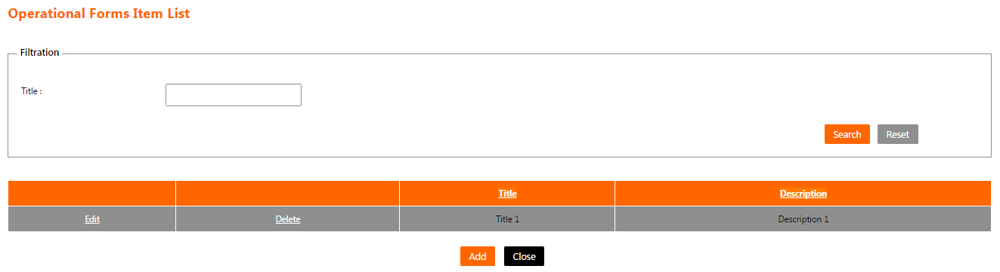 Operational Forms Item List
Filtration
Title :
Search Reset
Title Description
Edit Delete Title 1 Description 1
Add Close